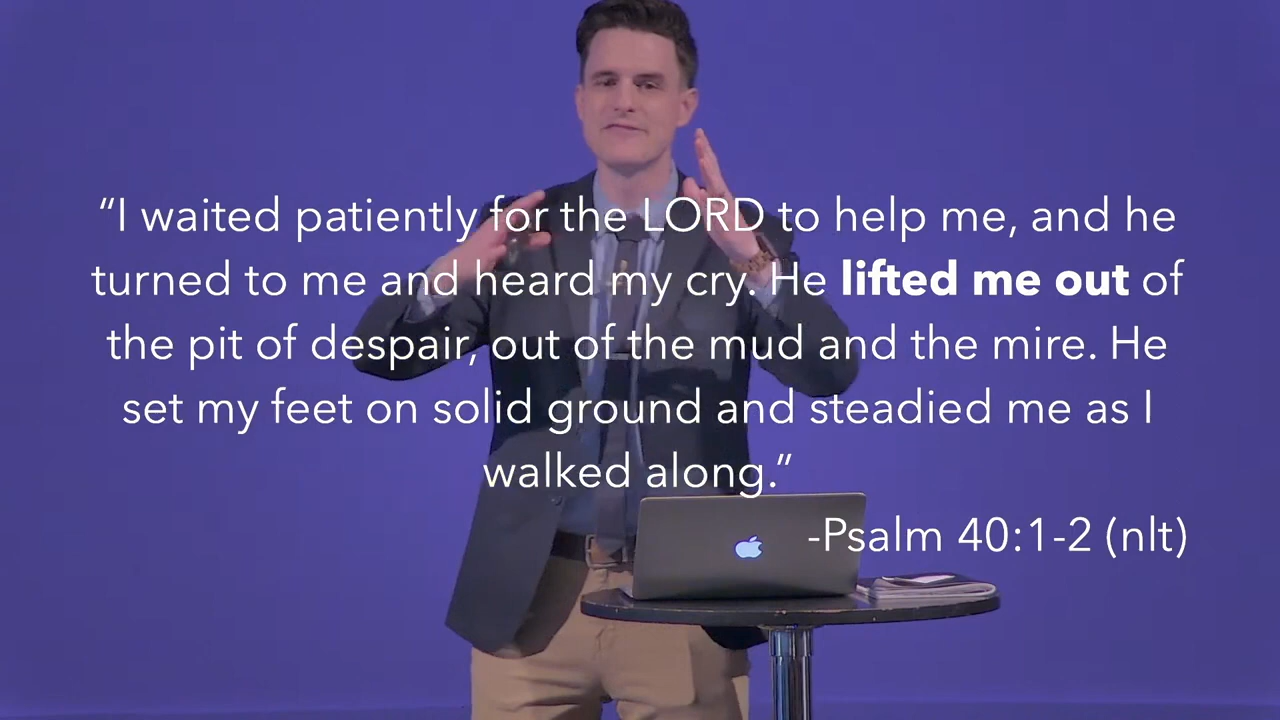 “I waited patiently for the LORD to help me, and he
turned to me and heard my cry. He lifted me out of
the pit of despair, out of the mud and the mire. He
set my feet on solid ground and steadied me as I
walked along.”
-Psalm 40:1-2 (nlt)